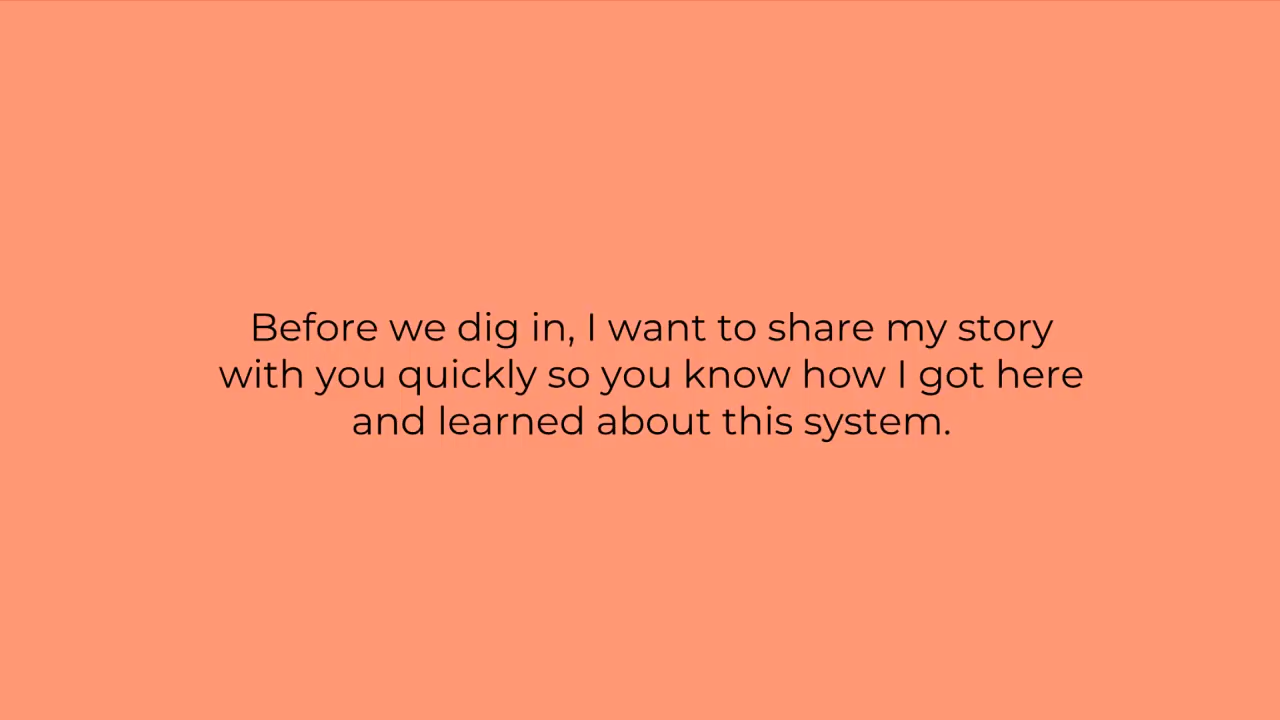 Before we dig in, I want to share my story
with you quickly so you know how I got here
and learned about this system.